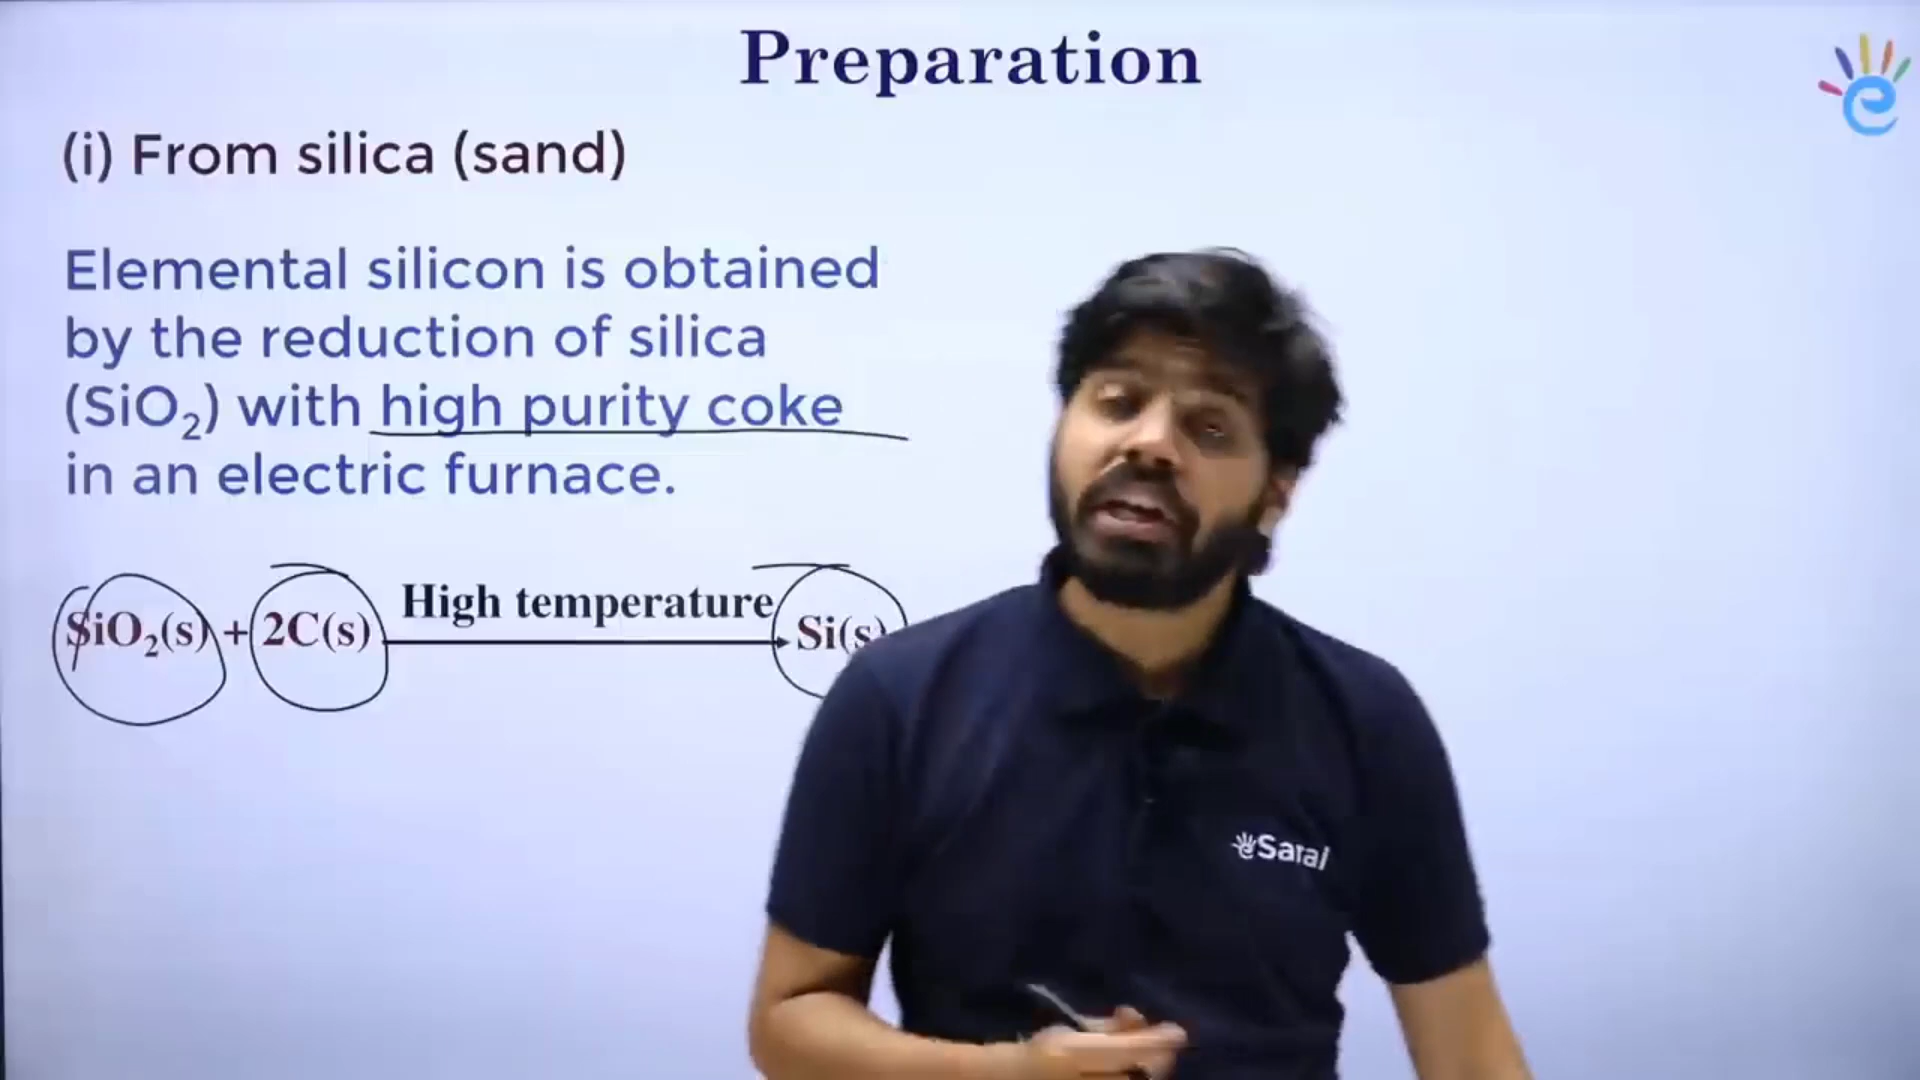 Preparation
(i) From silica (sand)
Elemental silicon is obtained
by the reduction of silica
(SiO₂) with high purity coke
in an electric furnace.
SiO₂(s) + 2C(s) High temperature Si(s)
eSaral